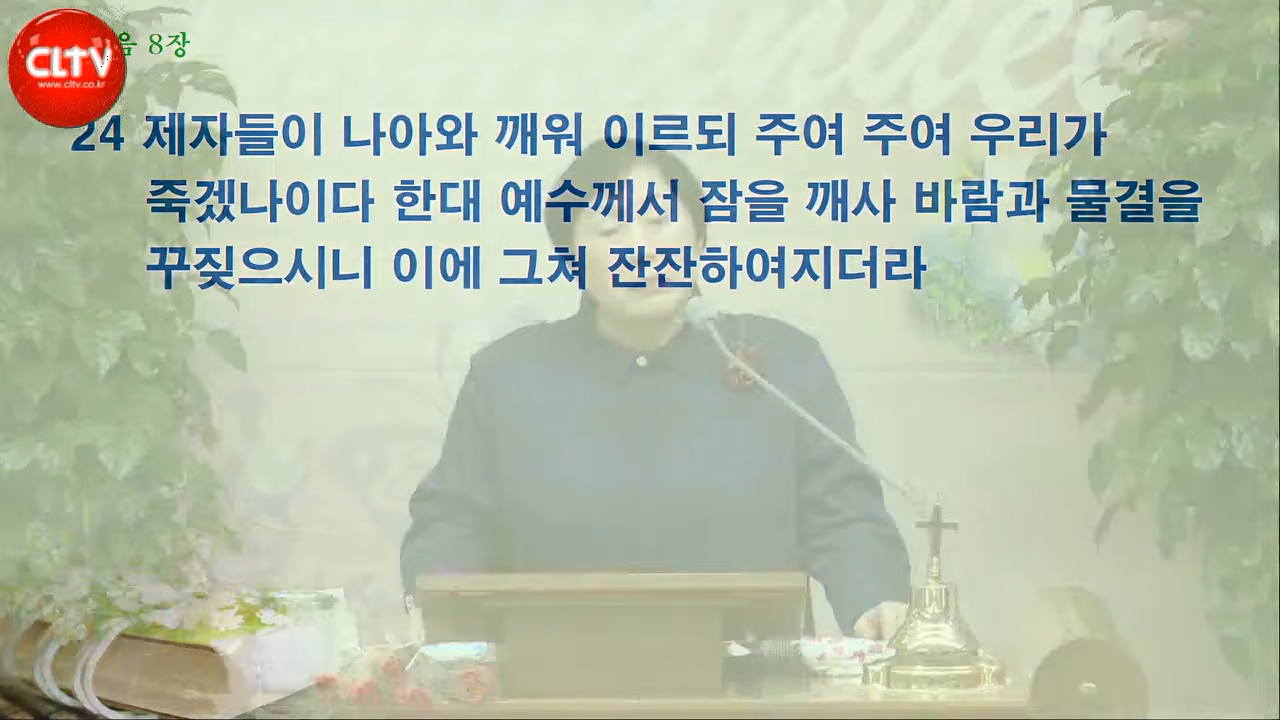 CLTV
www.cltv.co.kr
음 8장
24 제자들이 나아와 깨워 이르되 주여 주여 우리가
죽겠나이다 한대 예수께서 잠을 깨사 바람과 물결을
꾸짖으시니 이에 그쳐 잔잔하여지더라